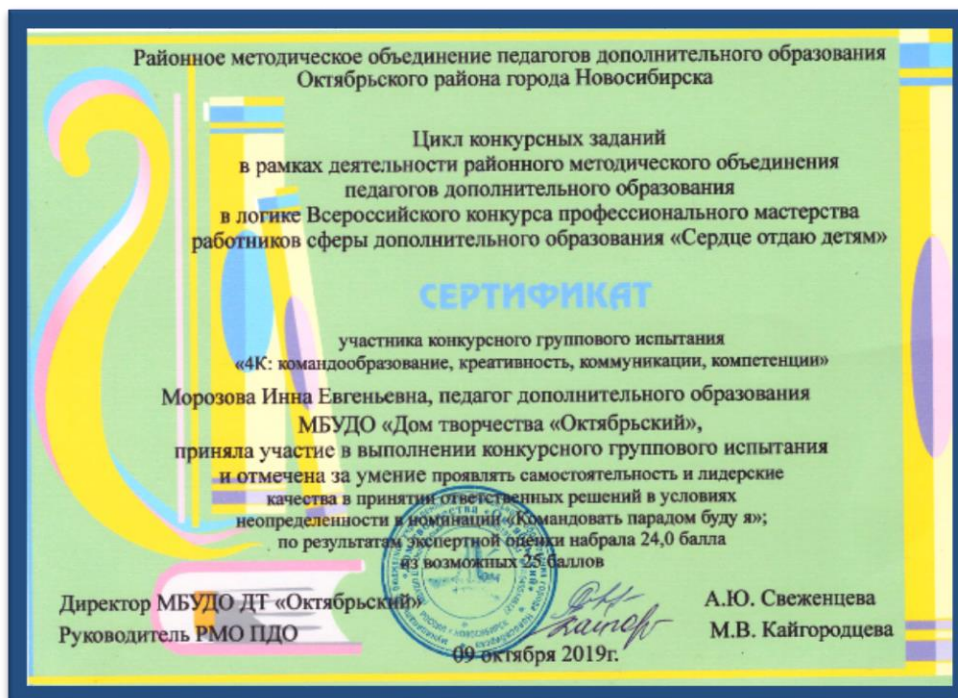 Районное методическое объединение педагогов дополнительного образования
Октябрьского района города Новосибирска
Цикл конкурсных заданий
в рамках деятельности районного методического объединения
педагогов дополнительного образования
в логике Всероссийского конкурса профессионального мастерства
работников сферы дополнительного образования «Сердце отдаю детям»
СЕРТИФИКАТ
участника конкурсного группового испытания
«4К: командообразование, креативность, коммуникации, компетенции»
Морозова Инна Евгеньевна, педагог дополнительного образования
МБУДО «Дом творчества «Октябрьский»,
приняла участие в выполнении конкурсного группового испытания
и отмечена за умение проявлять самостоятельность и лидерские
качества в принятии ответственных решений в условиях
неопределенности в номинации «Командовать парадом буду я»;
по результатам экспертной оценки набрала 24,0 балла
из возможных 25 баллов
Директор МБУДО ДТ «Октябрьский» А.Ю. Свеженцева
Руководитель РМО ПДО М.В. Кайгородцева
09 октября 2019г.